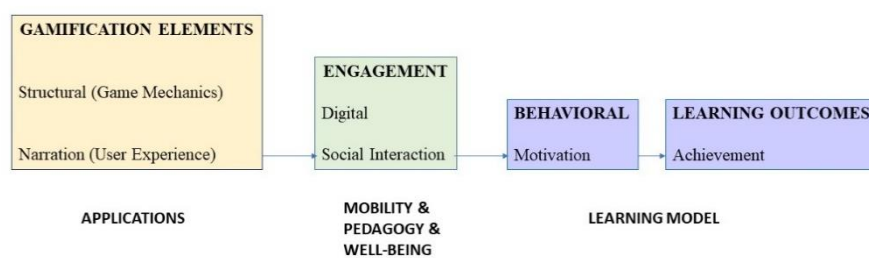 GAMIFICATION ELEMENTS
Structural (Game Mechanics)
Narration (User Experience)
ENGAGEMENT
Digital
Social Interaction
BEHAVIORAL
Motivation
LEARNING OUTCOMES
Achievement
APPLICATIONS
MOBILITY &
PEDAGOGY &
WELL-BEING
LEARNING MODEL